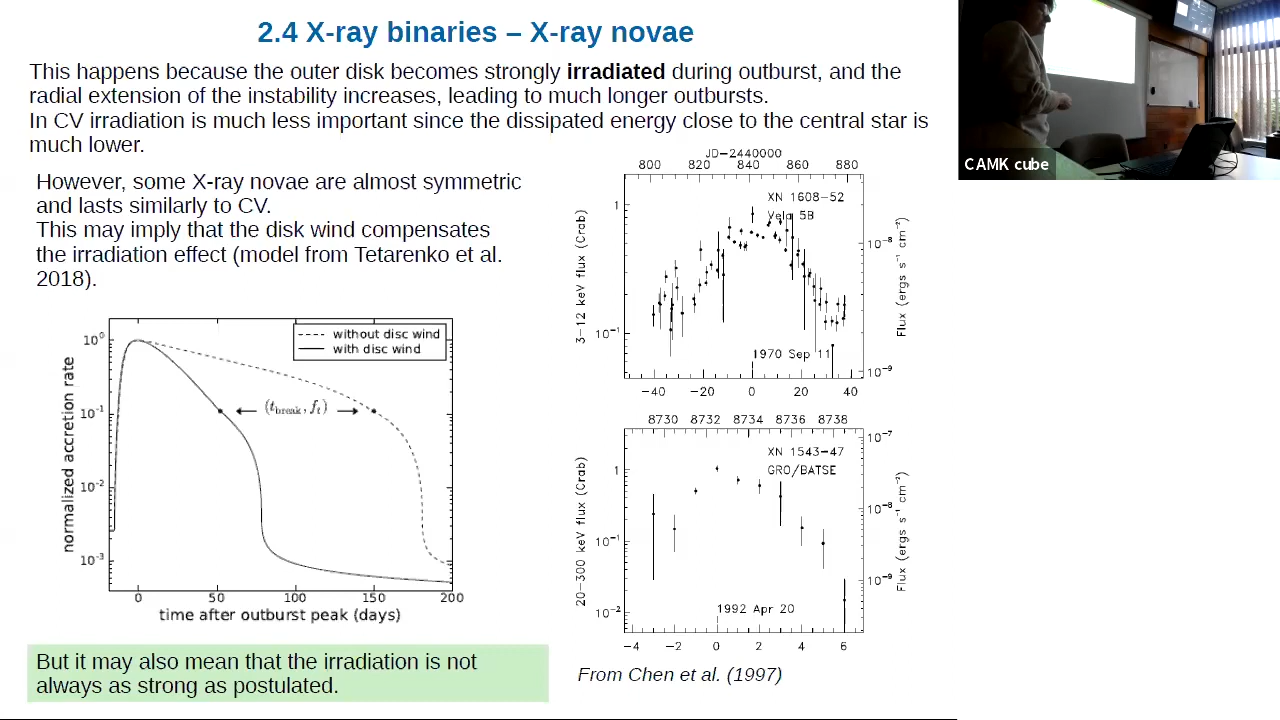 2.4 X-ray binaries – X-ray novae
This happens because the outer disk becomes strongly irradiated during outburst, and the
radial extension of the instability increases, leading to much longer outbursts.
In CV irradiation is much less important since the dissipated energy close to the central star is
much lower.
However, some X-ray novae are almost symmetric
and lasts similarly to CV.
This may imply that the disk wind compensates
the irradiation effect (model from Tetarenko et al.
2018).
10⁰
10⁻¹
10⁻²
10⁻³
normalized accretion rate
without disc wind
with disc wind
(t_break, f_t)
0 50 100 150 200
time after outburst peak (days)
But it may also mean that the irradiation is not
always as strong as postulated.
JD-2440000
800 820 840 860 880
XN 1608-52
Vela 5B
1
10⁻¹
3-12 keV flux (Crab)
10⁻⁸
10⁻⁹
Flux (ergs s⁻¹ cm⁻²)
1970 Sep 11
-40 -20 0 20 40
8730 8732 8734 8736 8738
XN 1543-47
GRO/BATSE
1
10⁻¹
10⁻²
20-300 keV flux (Crab)
10⁻⁷
10⁻⁸
10⁻⁹
Flux (ergs s⁻¹ cm⁻²)
1992 Apr 20
-4 -2 0 2 4 6
From Chen et al. (1997)
CAMK cube